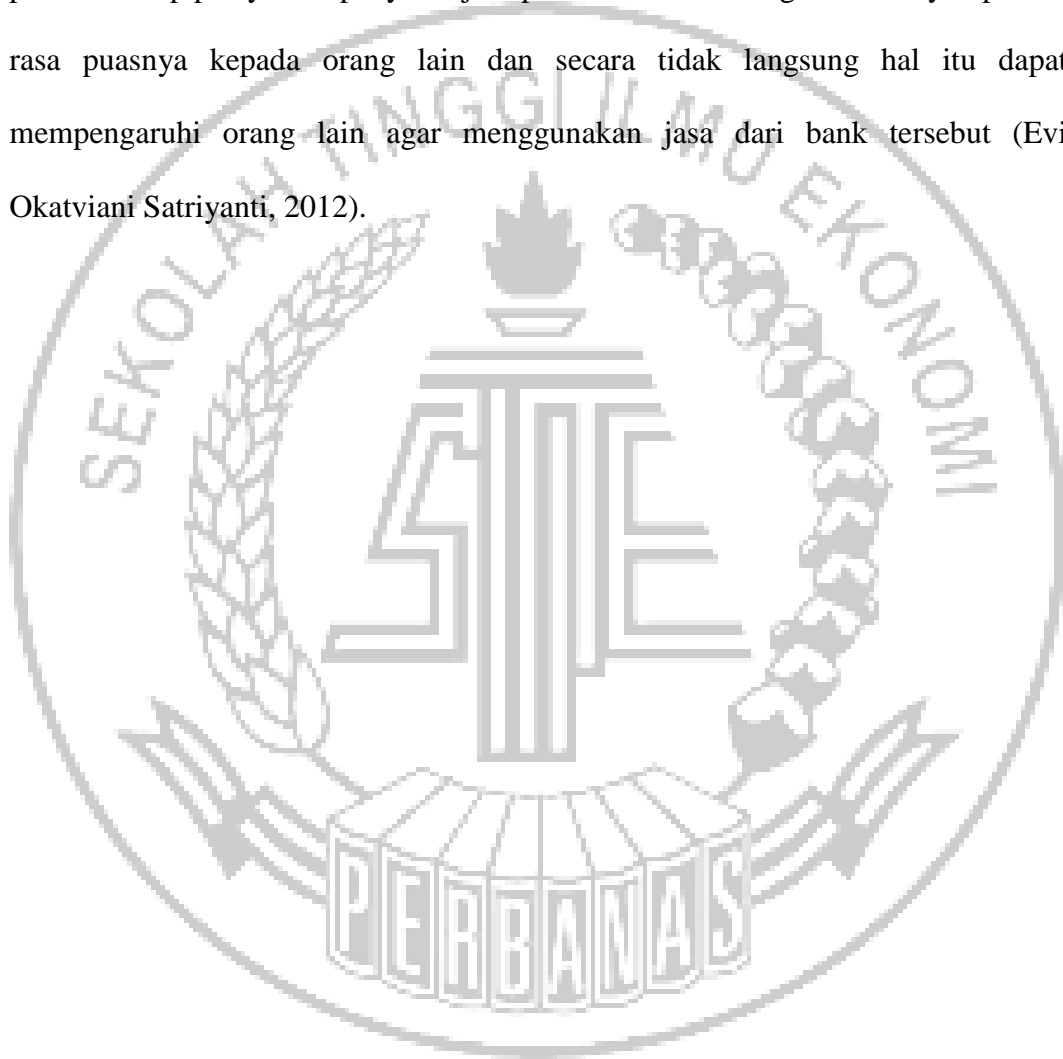 rasa puasnya kepada orang lain dan secara tidak langsung hal itu dapat
mempengaruhi orang lain agar menggunakan jasa dari bank tersebut (Evi
Okatviani Satriyanti, 2012).
SEKOLAH TINGGI ILMU EKONOMI
STIE
PERBANAS